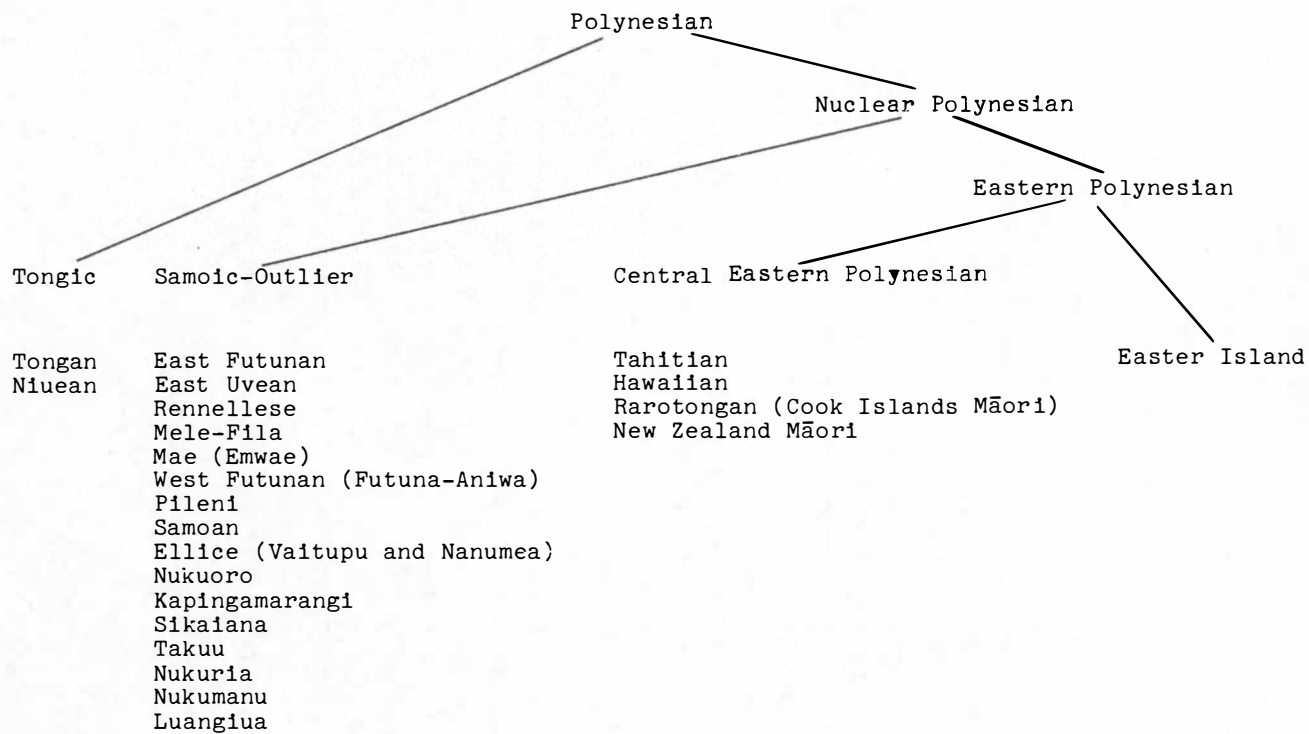 Polynesian
Nuclear Polynesian
Eastern Polynesian
Tongic Samoic-Outlier Central Eastern Polynesian
Tongan East Futunan Tahitian Easter Island
Niuean East Uvean Hawaiian
Rennellese Rarotongan (Cook Islands Māori)
Mele-Fila New Zealand Māori
Mae (Emwae)
West Futunan (Futuna-Aniwa)
Pileni
Samoan
Ellice (Vaitupu and Nanumea)
Nukuoro
Kapingamarangi
Sikaiana
Takuu
Nukuria
Nukumanu
Luangiua